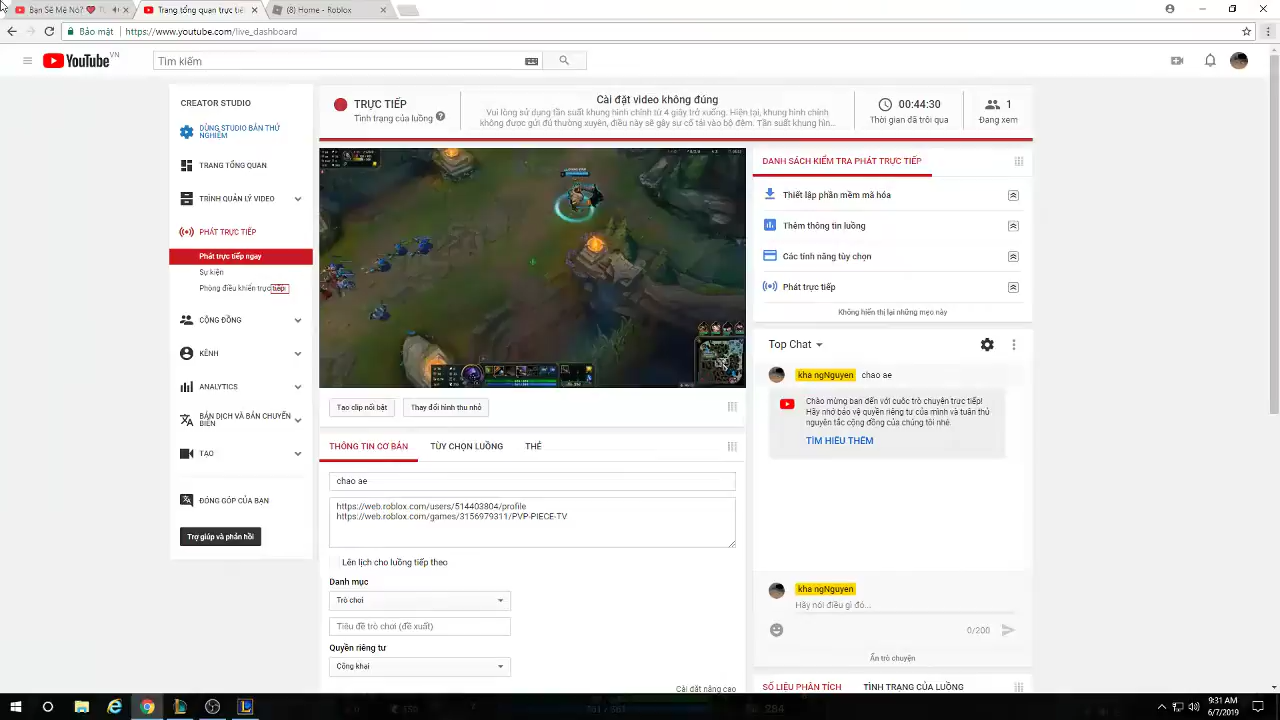 Bạn Sẽ Mê Nó?
Trang tổng quan trực tiế
(8) Home - Roblox
Bảo mật
https://www.youtube.com/live_dashboard
YouTube VN
Tìm kiếm
CREATOR STUDIO
DÙNG STUDIO BẢN THỬ
NGHIỆM
TRANG TỔNG QUAN
TRÌNH QUẢN LÝ VIDEO
PHÁT TRỰC TIẾP
Phát trực tiếp ngay
Sự kiện
Phòng điều khiển trực tiếp
CỘNG ĐỒNG
KÊNH
ANALYTICS
BẢN DỊCH VÀ BẢN CHUYỂN
BIÊN
TẠO
ĐÓNG GÓP CỦA BẠN
Trợ giúp và phản hồi
TRỰC TIẾP
Tình trạng của luồng
Cài đặt video không đúng
Vui lòng sử dụng tần suất khung hình chính từ 4 giây trở xuống. Hiện tại, khung hình chính
không được gửi đủ thường xuyên, điều này sẽ gây sự cố tải vào bộ đệm. Tần suất khung hìn...
00:44:30
Thời gian đã trôi qua
1
Đang xem
Tạo clip nổi bật
Thay đổi hình thu nhỏ
THÔNG TIN CƠ BẢN
TÙY CHỌN LUỒNG
THẺ
chao ae
https://web.roblox.com/users/514403804/profile
https://web.roblox.com/games/3156979311/PVP-PIECE-TV
Lên lịch cho luồng tiếp theo
Danh mục
Trò chơi
Tiêu đề trò chơi (đề xuất)
Quyền riêng tư
Công khai
Cài đặt nâng cao
DANH SÁCH KIỂM TRA PHÁT TRỰC TIẾP
Thiết lập phần mềm mã hóa
Thêm thông tin luồng
Các tính năng tùy chọn
Phát trực tiếp
Không hiển thị lại những mẹo này
Top Chat
kha ngNguyen chao ae
Chào mừng bạn đến với cuộc trò chuyện trực tiếp!
Hãy nhớ bảo vệ quyền riêng tư của mình và tuân thủ
nguyên tắc cộng đồng của chúng tôi nhé.
TÌM HIỂU THÊM
kha ngNguyen
Hãy nói điều gì đó...
0/200
Ẩn trò chuyện
SỐ LIỆU PHÂN TÍCH
TÌNH TRẠNG CỦA LUỒNG
9:31 AM
6/7/2019